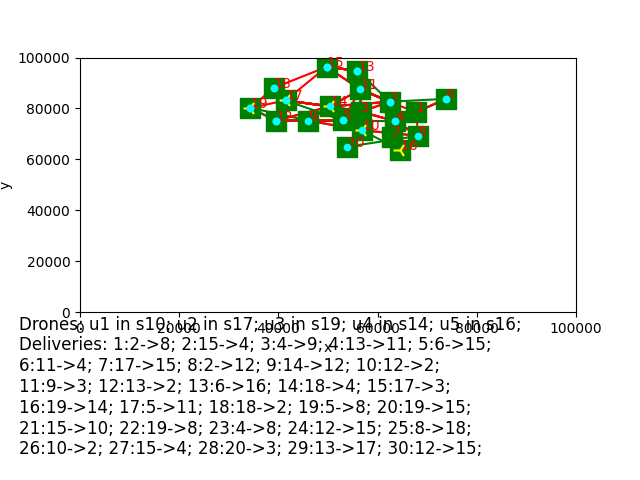 100000
80000
60000
40000
20000
0
y
0 20000 40000 60000 80000 100000
x
Drones: u1 in s10; u2 in s17; u3 in s19; u4 in s14; u5 in s16;
Deliveries: 1:2->8; 2:15->4; 3:4->9; 4:13->11; 5:6->15;
6:11->4; 7:17->15; 8:2->12; 9:14->12; 10:12->2;
11:9->3; 12:13->2; 13:6->16; 14:18->4; 15:17->3;
16:19->14; 17:5->11; 18:18->2; 19:5->8; 20:19->15;
21:15->10; 22:19->8; 23:4->8; 24:12->15; 25:8->18;
26:10->2; 27:15->4; 28:20->3; 29:13->17; 30:12->15;